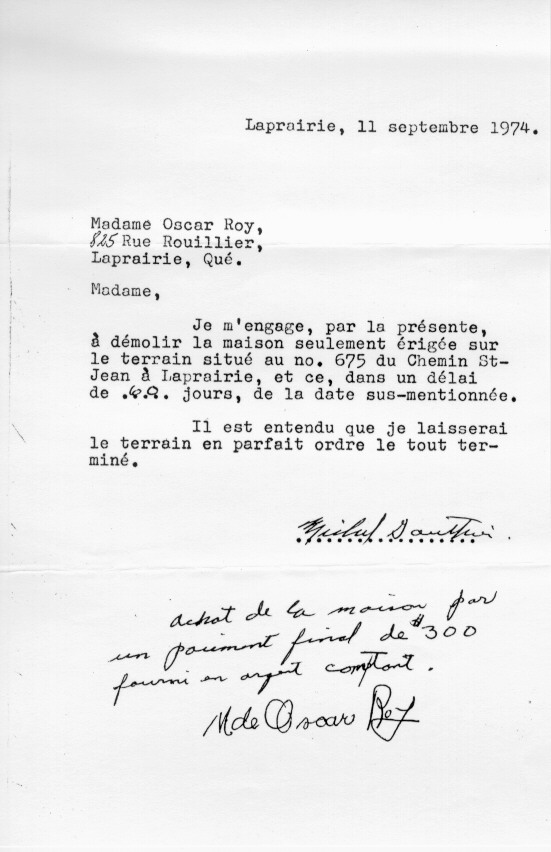 Laprairie, 11 septembre 1974.
Madame Oscar Roy,
825 Rue Rouillier,
Laprairie, Qué.
Madame,
Je m'engage, par la présente,
à démolir la maison seulement érigée sur
le terrain situé au no. 675 du Chemin St-
Jean à Laprairie, et ce, dans un délai
de .60. jours, de la date sus-mentionnée.
Il est entendu que je laisserai
le terrain en parfait ordre le tout ter-
miné.
achat de la maison par
un paiment final de $300
fourni en argent comptant.
Mde Oscar Roy